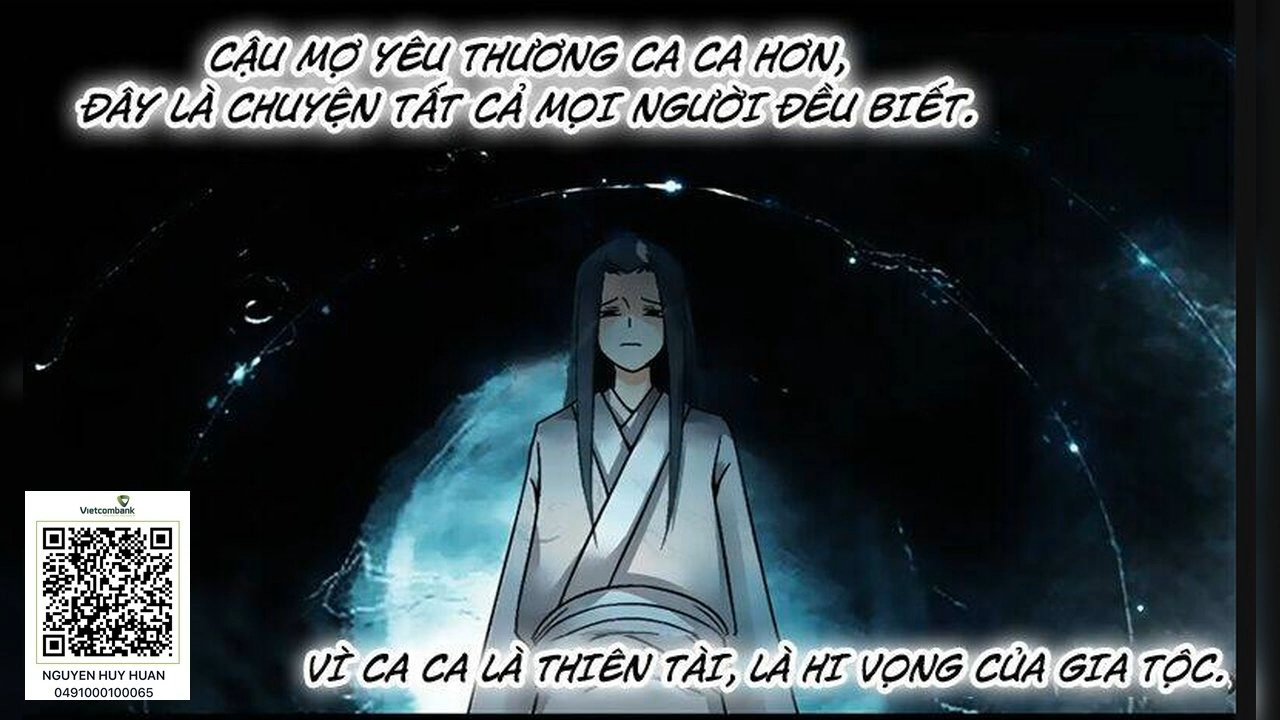 CẬU MỢ YÊU THƯƠNG CA CA HƠN,
ĐÂY LÀ CHUYỆN TẤT CẢ MỌI NGƯỜI ĐỀU BIẾT.
Vietcombank
NGUYEN HUY HUAN
0491000100065
VÌ CA CA LÀ THIÊN TÀI, LÀ HI VỌNG CỦA GIA TỘC.